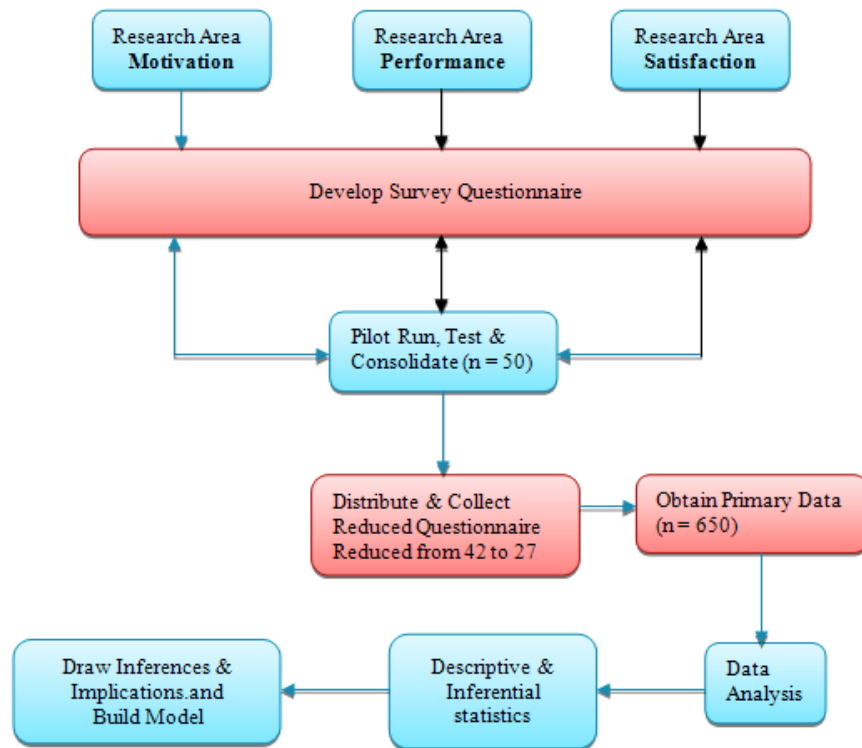 Research Area
Motivation
Research Area
Performance
Research Area
Satisfaction
Develop Survey Questionnaire
Pilot Run, Test &
Consolidate (n = 50)
Distribute & Collect
Reduced Questionnaire
Reduced from 42 to 27
Obtain Primary Data
(n = 650)
Data
Analysis
Descriptive &
Inferential
statistics
Draw Inferences &
Implications.and
Build Model